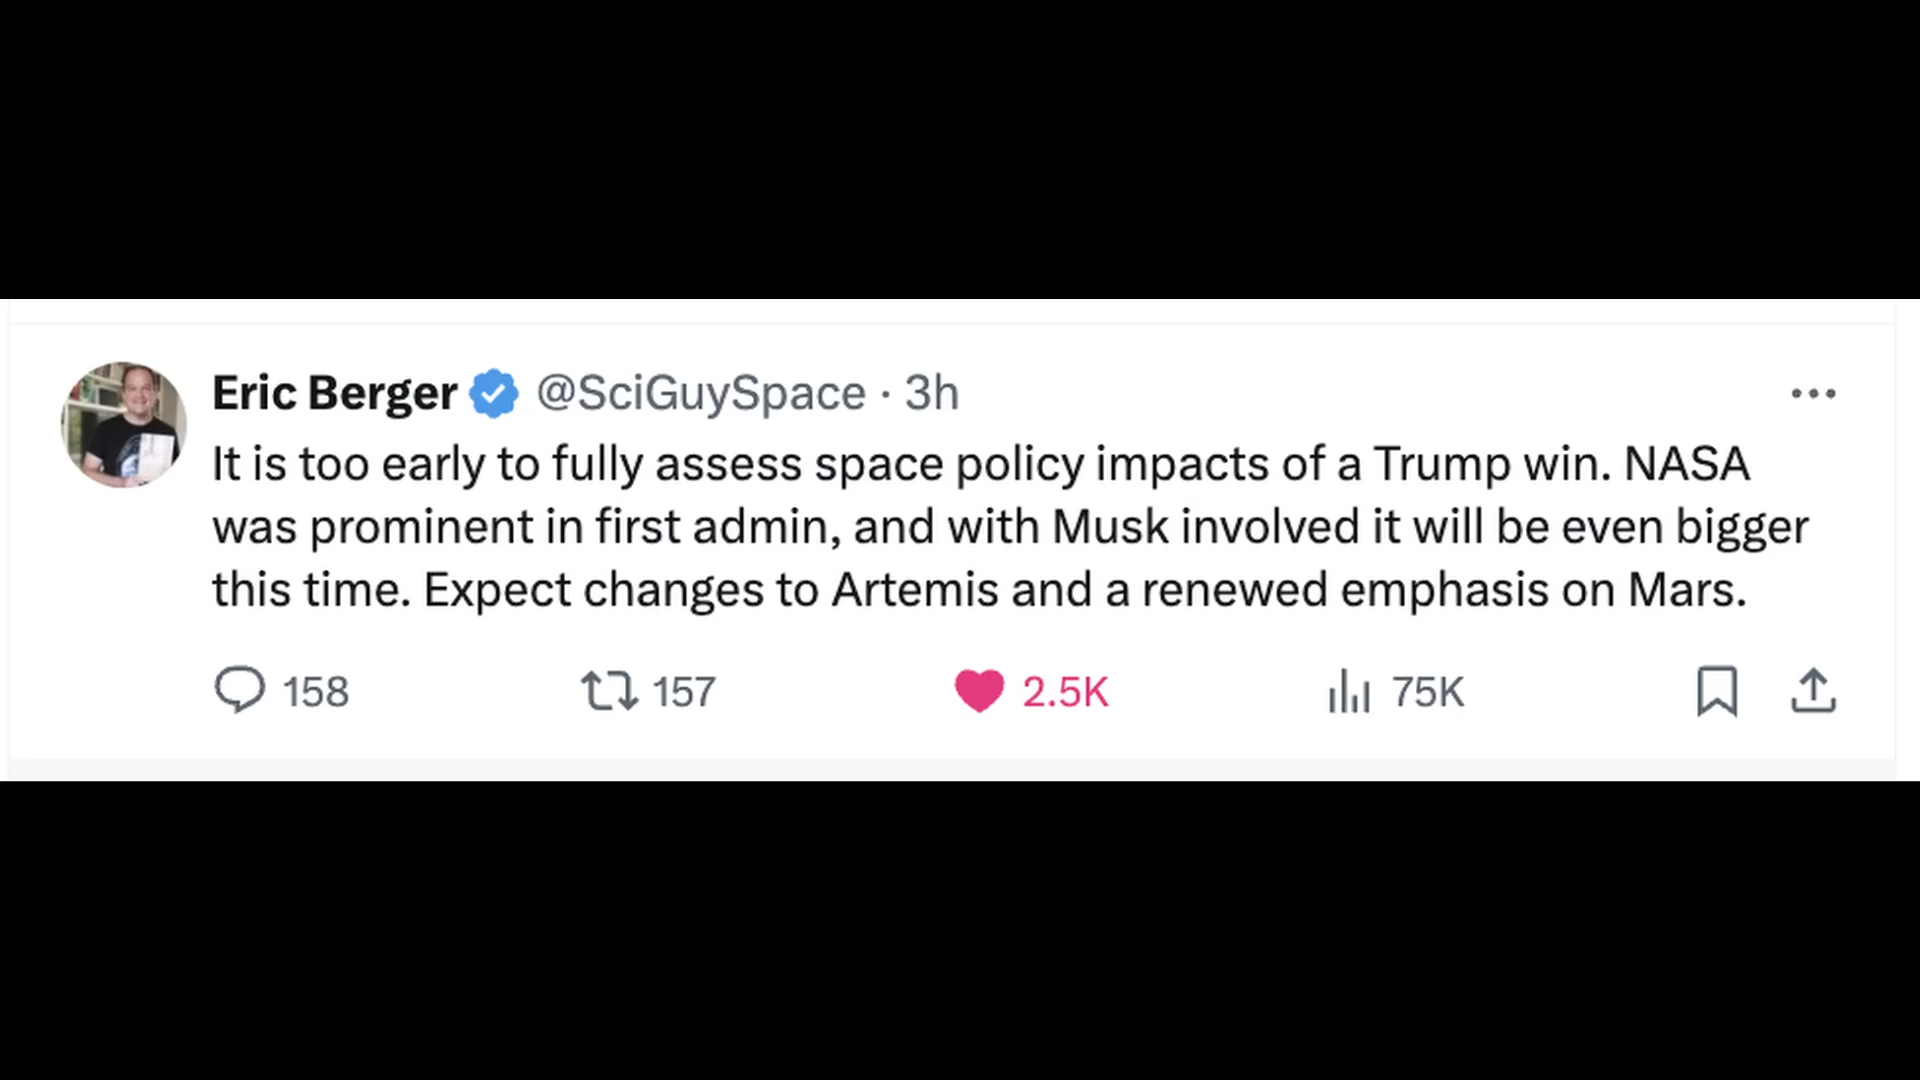 Eric Berger @SciGuySpace · 3h
It is too early to fully assess space policy impacts of a Trump win. NASA
was prominent in first admin, and with Musk involved it will be even bigger
this time. Expect changes to Artemis and a renewed emphasis on Mars.
158 157 2.5K 75K